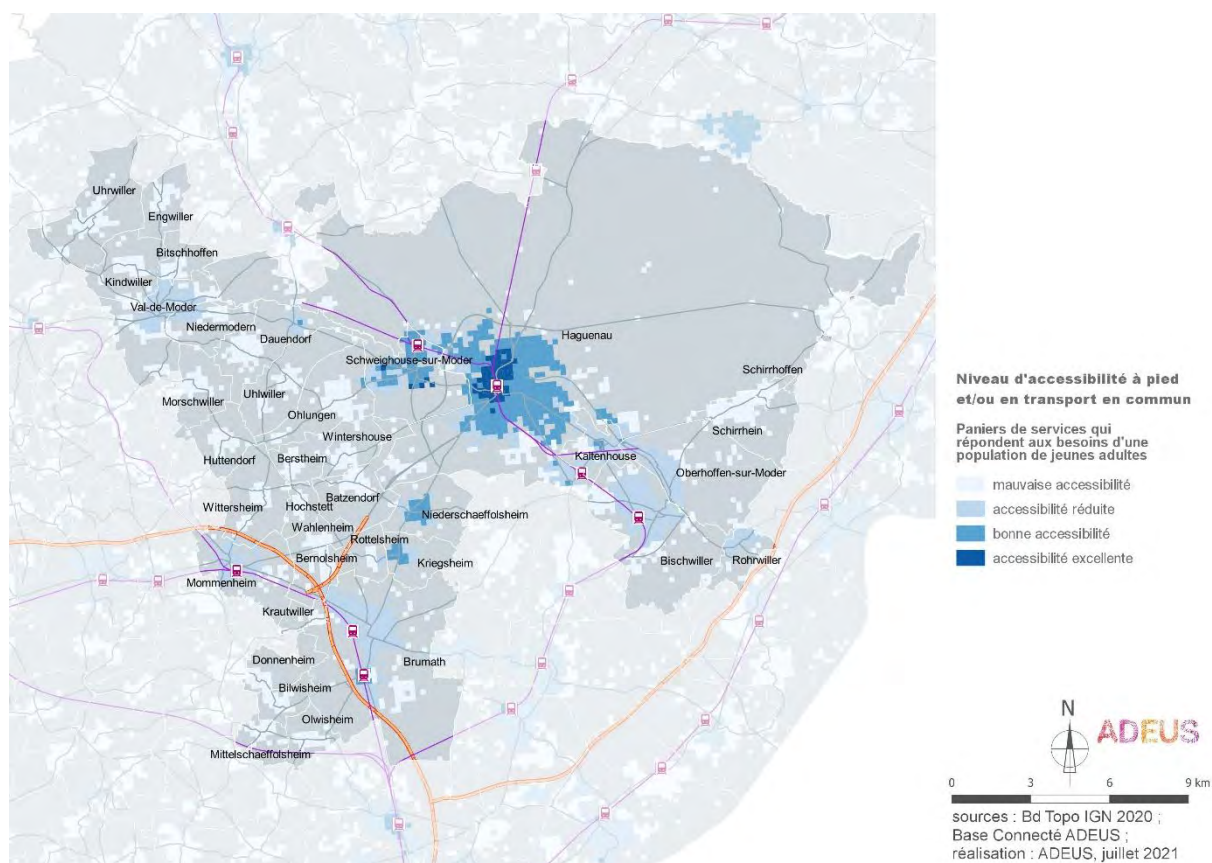 Uhrwiller
Engwiller
Bitschhoffen
Kindwiller
Val-de-Moder
Niedermodern
Dauendorf
Haguenau
Schweighouse-sur-Moder
Schirrhoffen
Morschwiller
Uhlwiller
Ohlungen
Schirrhein
Wintershouse
Kaltenhouse
Huttendorf
Berstheim
Oberhoffen-sur-Moder
Batzendorf
Wittersheim
Hochstett
Niederschaeffolsheim
Wahlenheim
Rottelsheim
Bernolsheim
Kriegsheim
Bischwiller
Rohrwiller
Mommenheim
Krautwiller
Donnenheim
Brumath
Bilwisheim
Olwisheim
Mittelschaeffolsheim
Niveau d'accessibilité à pied
et/ou en transport en commun
Paniers de services qui
répondent aux besoins d'une
population de jeunes adultes
mauvaise accessibilité
accessibilité réduite
bonne accessibilité
accessibilité excellente
N
ADEUS
0 3 6 9 km
sources : Bd Topo IGN 2020 ;
Base Connecté ADEUS ;
réalisation : ADEUS, juillet 2021